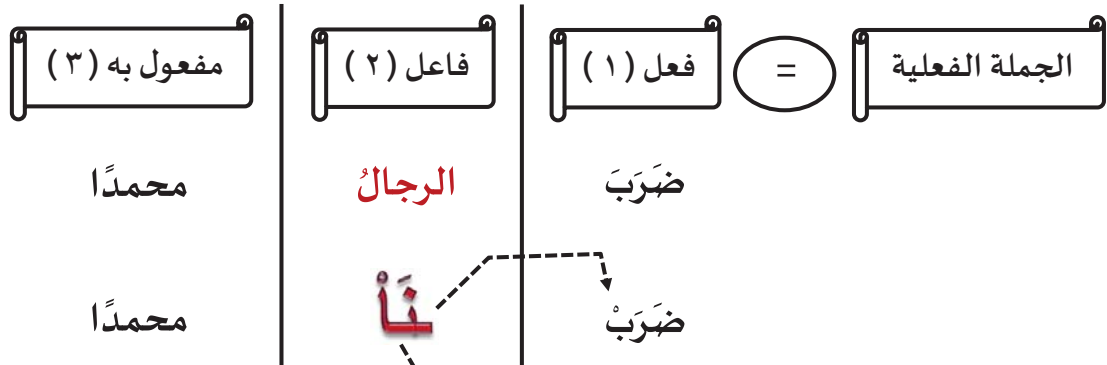 الجملة الفعلية = فعل ( ١ ) فاعل ( ٢ ) مفعول به ( ٣ )
ضَرَبَ الرجالُ محمدًا
ضَرَبْ نَاْ محمدًا